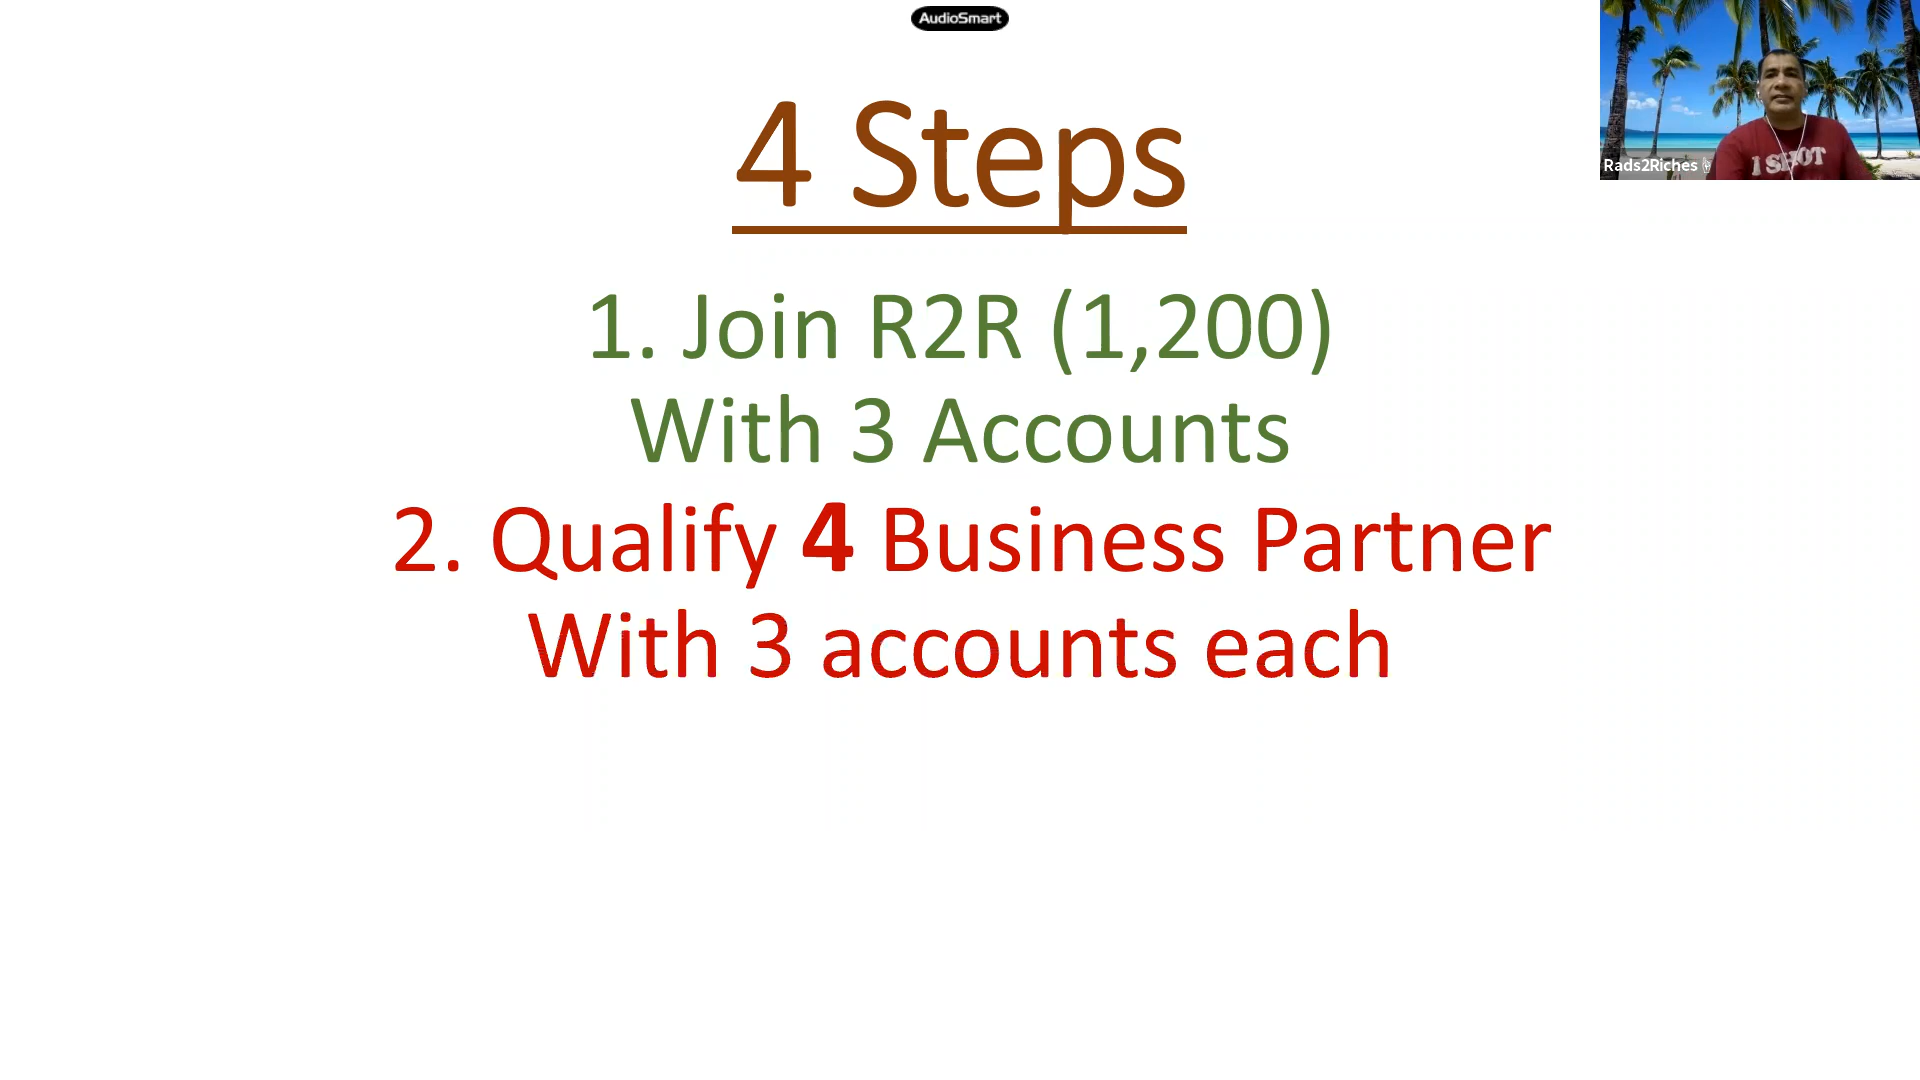 AudioSmart
4 Steps
1. Join R2R (1,200)
With 3 Accounts
2. Qualify 4 Business Partner
With 3 accounts each
Rads2Riches
I SHOT